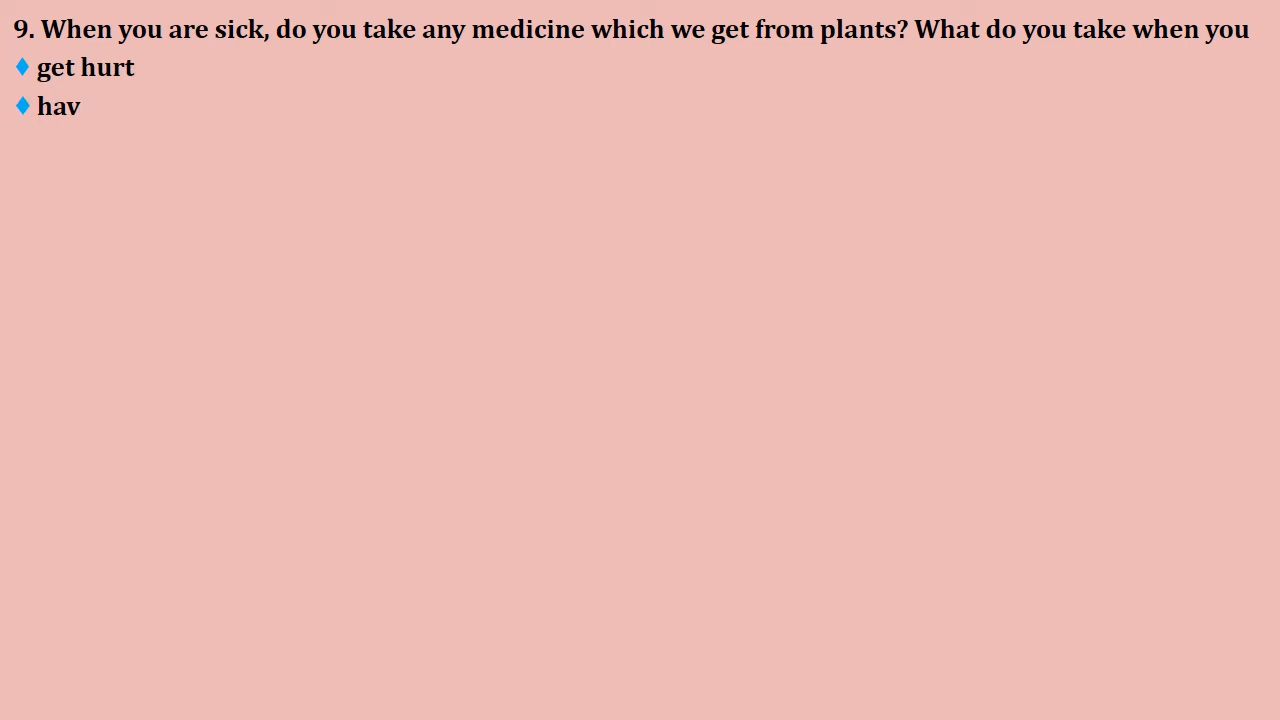 9. When you are sick, do you take any medicine which we get from plants? What do you take when you
♦ get hurt
♦ hav